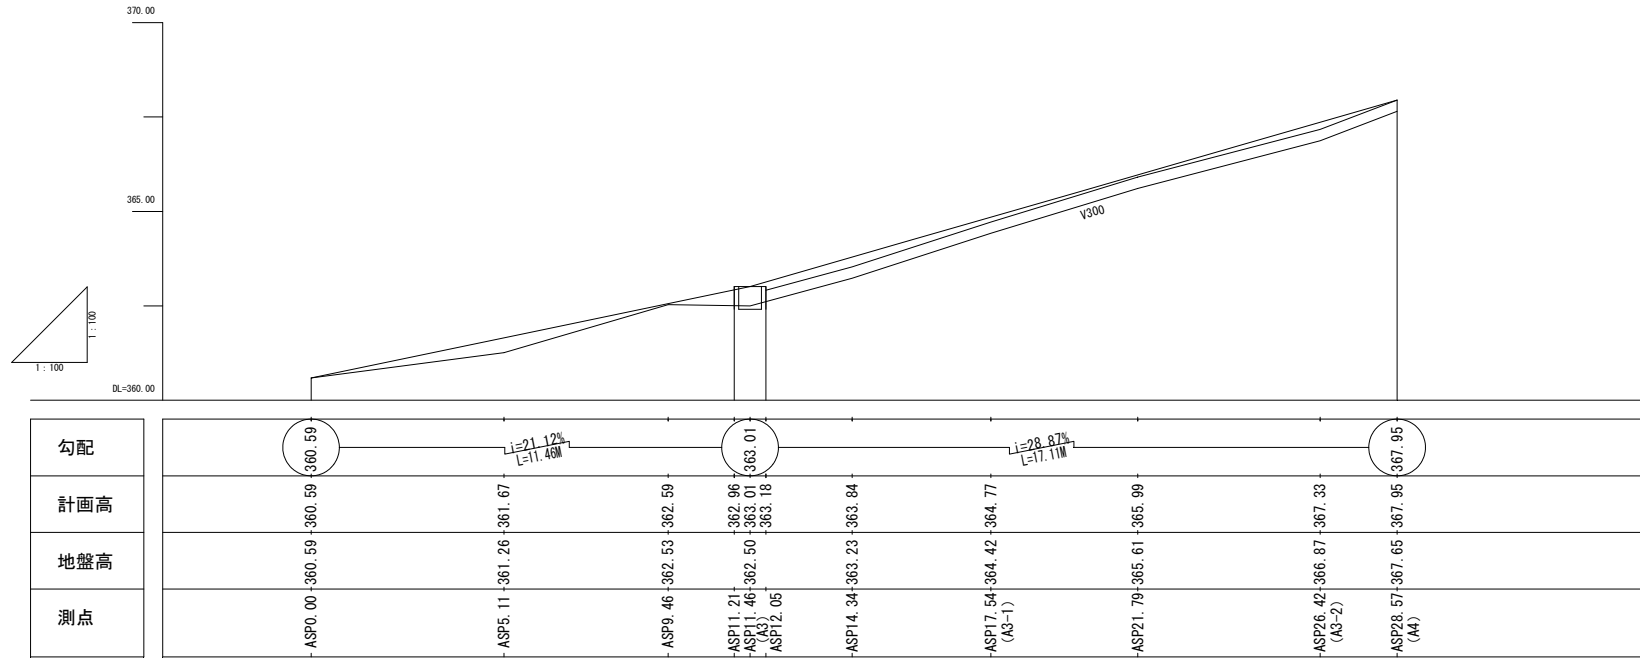 370.00
365.00
DL=360.00
1:100
1:100
V300
勾配
360.59
i=21.12%
L=11.46M
363.01
i=28.87%
L=17.11M
367.95
計画高
360.59
361.67
362.59
362.96
363.01
363.18
363.84
364.77
365.99
367.33
367.95
地盤高
360.59
361.26
362.53
362.50
363.23
364.42
365.61
366.87
367.65
測点
ASP0.00
ASP5.11
ASP9.46
ASP11.21
ASP11.46
(A3)
ASP12.05
ASP14.34
ASP17.54
(A3-1)
ASP21.79
ASP26.42
(A3-2)
ASP28.57
(A4)